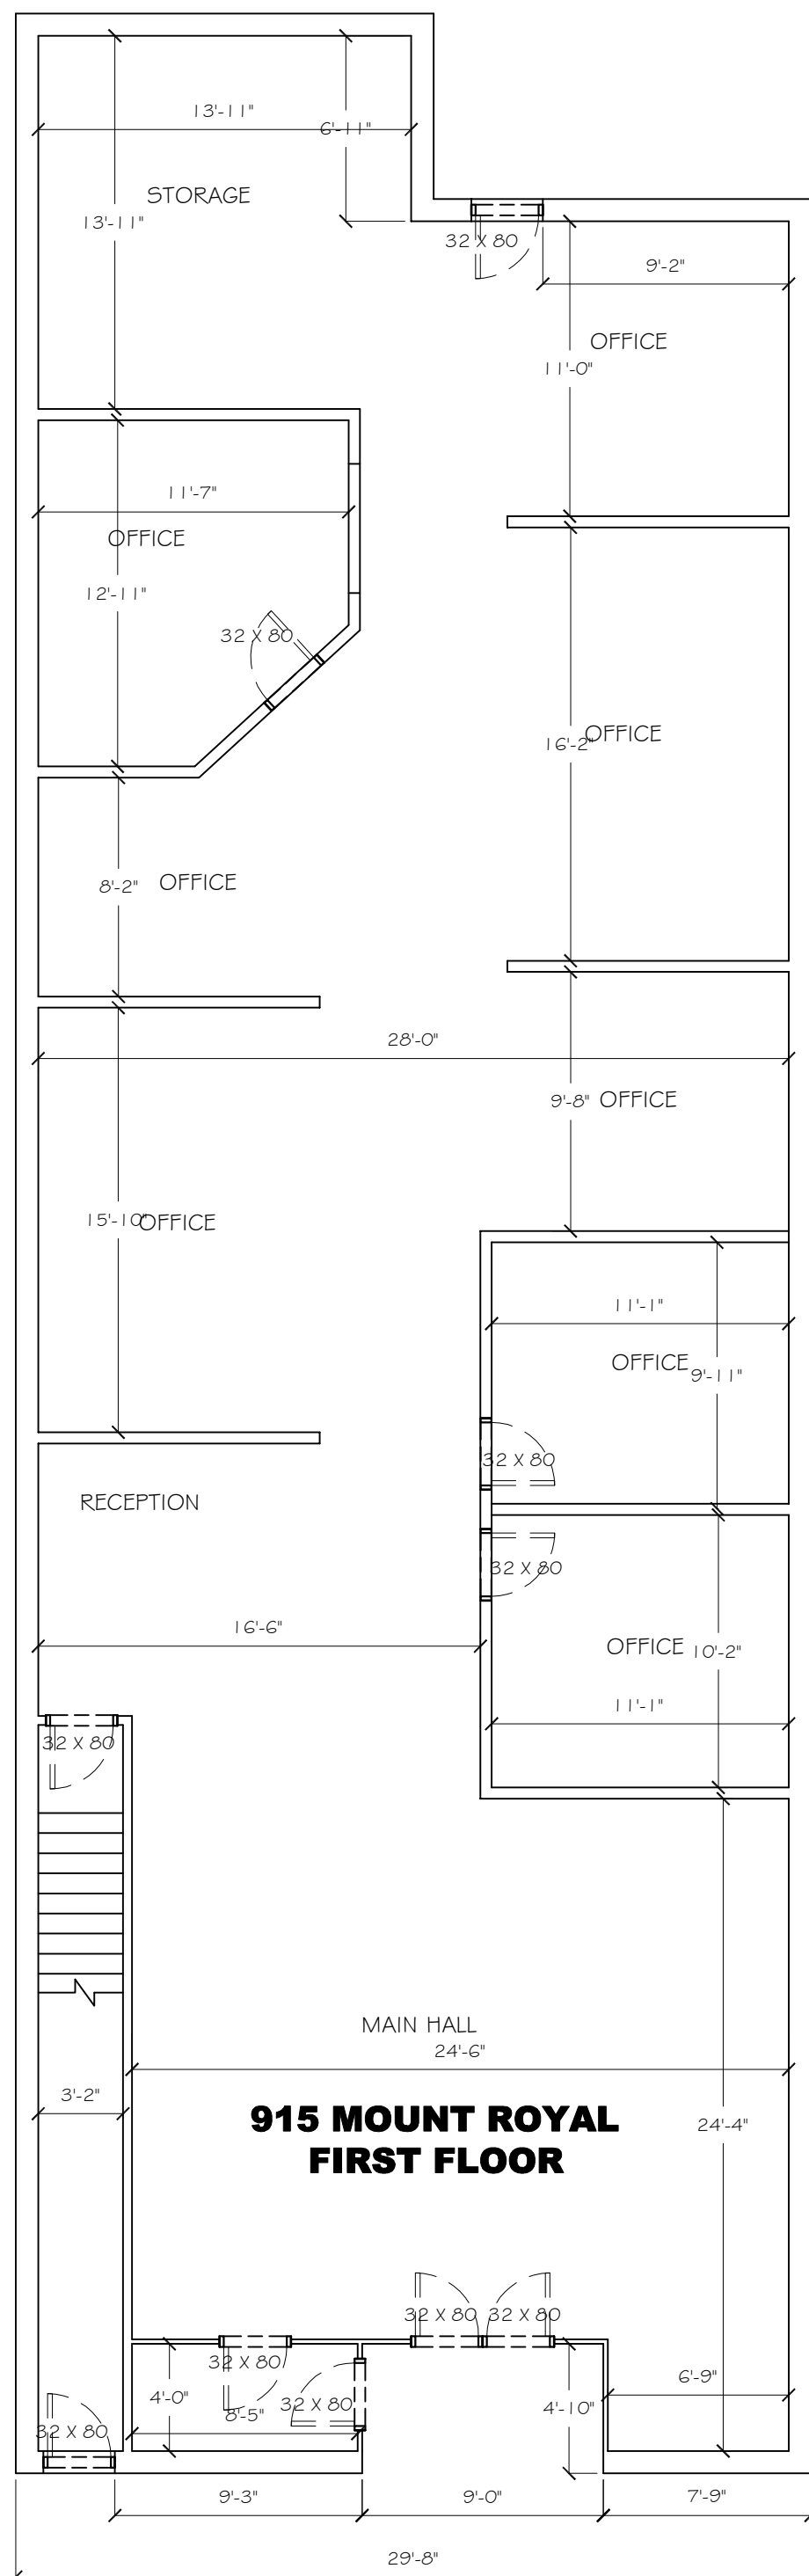 13'-11"
6'-11"
STORAGE
13'-11"
32 X 80
9'-2"
OFFICE
11'-0"
11'-7"
OFFICE
12'-11"
32 X 80
OFFICE
16'-2"
8'-2"
OFFICE
28'-0"
9'-8"
OFFICE
15'-10"
OFFICE
11'-1"
OFFICE
9'-11"
32 X 80
RECEPTION
32 X 80
16'-6"
OFFICE
10'-2"
11'-1"
32 X 80
MAIN HALL
24'-6"
3'-2"
915 MOUNT ROYAL
FIRST FLOOR
24'-4"
32 X 80
32 X 80
32 X 80
6'-9"
4'-0"
32 X 80
8'-5"
4'-10"
32 X 80
9'-3"
9'-0"
7'-9"
29'-8"